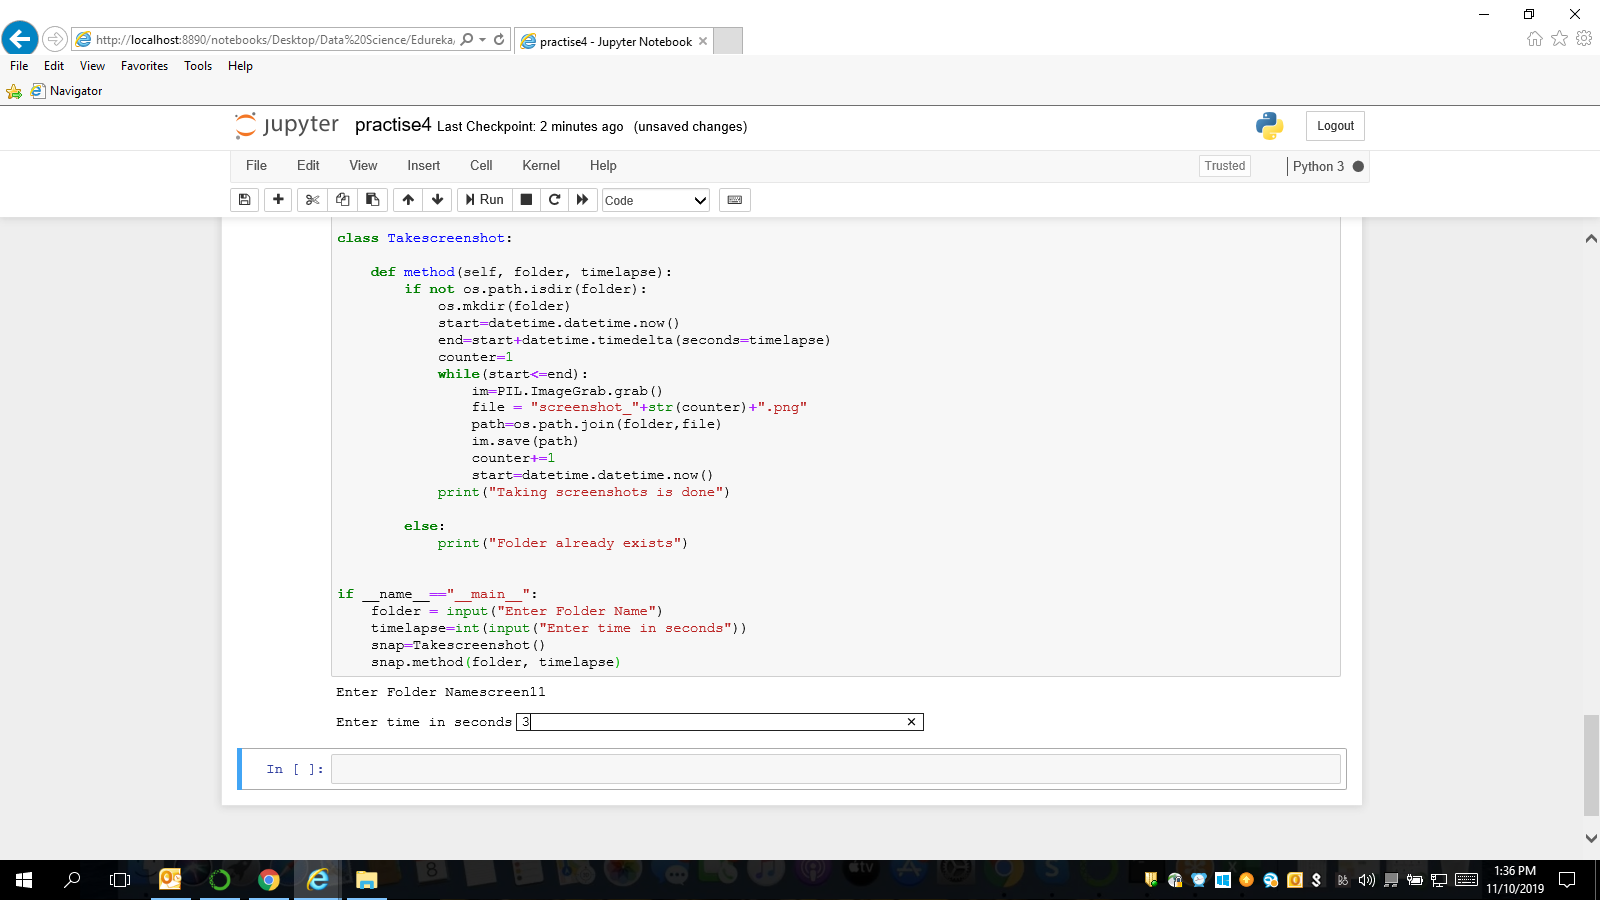 http://localhost:8890/notebooks/Desktop/Data%20Science/Edureka/
practise4 - Jupyter Notebook
File Edit View Favorites Tools Help
Navigator
jupyter practise4 Last Checkpoint: 2 minutes ago (unsaved changes)
Logout
File Edit View Insert Cell Kernel Help
Trusted
Python 3
Run
Code
class Takescreenshot:
    def method(self, folder, timelapse):
        if not os.path.isdir(folder):
            os.mkdir(folder)
            start=datetime.datetime.now()
            end=start+datetime.timedelta(seconds=timelapse)
            counter=1
            while(start<=end):
                im=PIL.ImageGrab.grab()
                file = "screenshot_"+str(counter)+".png"
                path=os.path.join(folder,file)
                im.save(path)
                counter+=1
                start=datetime.datetime.now()
            print("Taking screenshots is done")
        else:
            print("Folder already exists")
if __name__=="__main__":
    folder = input("Enter Folder Name")
    timelapse=int(input("Enter time in seconds"))
    snap=Takescreenshot()
    snap.method(folder, timelapse)
Enter Folder Namescreen11
Enter time in seconds 3
In [ ]:
1:36 PM
11/10/2019